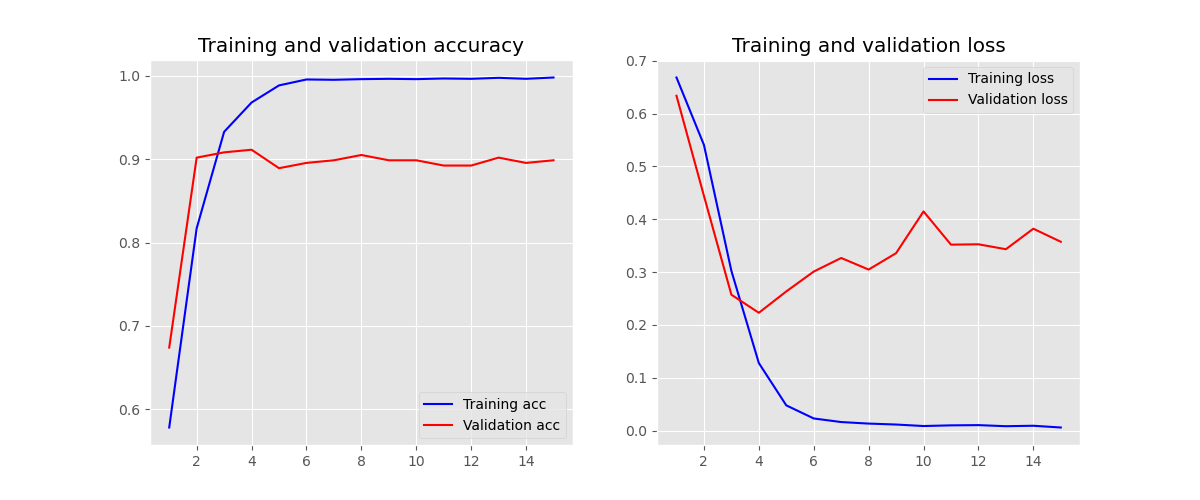 Training and validation accuracy
1.0
0.9
0.8
0.7
0.6
2 4 6 8 10 12 14
Training acc
Validation acc
Training and validation loss
0.7
0.6
0.5
0.4
0.3
0.2
0.1
0.0
2 4 6 8 10 12 14
Training loss
Validation loss